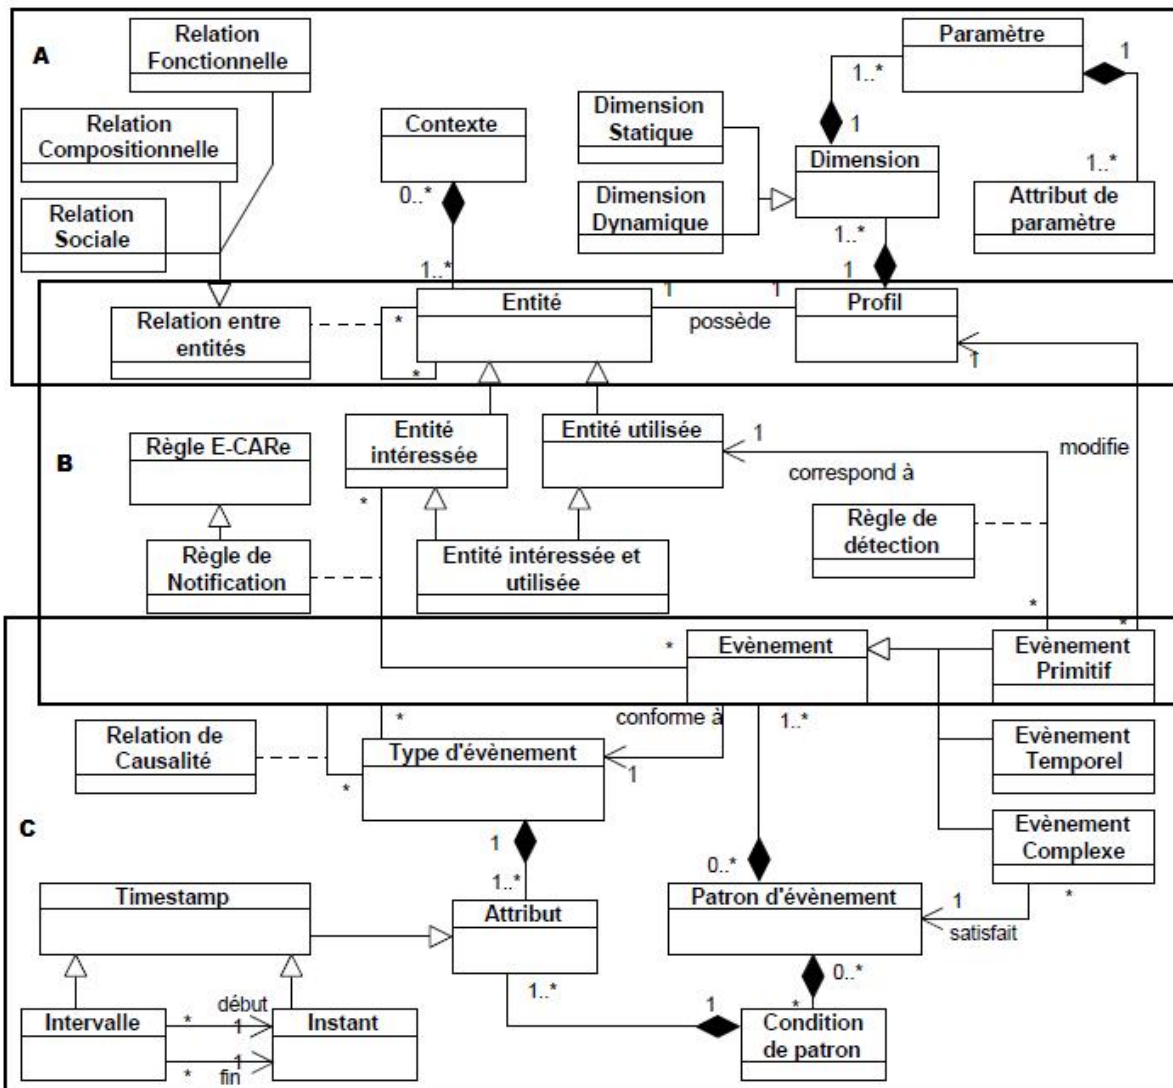 A
Relation
Fonctionnelle
Relation
Compositionnelle
Relation
Sociale
Contexte
0..*
1..*
Dimension
Statique
Dimension
Dynamique
Paramètre
1..*
1
1
1..*
Dimension
Attribut de
paramètre
1..*
1
Relation entre
entités
*
*
Entité
1
possède
1
Profil
1
B
Règle E-CARe
Règle de
Notification
Entité
intéressée
*
Entité utilisée
1
correspond à
modifie
Règle de
détection
Entité intéressée et
utilisée
*
*
*
Evènement
Evènement
Primitif
Relation de
Causalité
*
*
Type d'évènement
conforme à
1
1..*
Evènement
Temporel
Evènement
Complexe
C
1
1..*
0..*
Timestamp
Attribut
Patron d'évènement
1
satisfait
*
1..*
0..*
*
Intervalle
*
début
1
*
fin
1
Instant
1
Condition
de patron